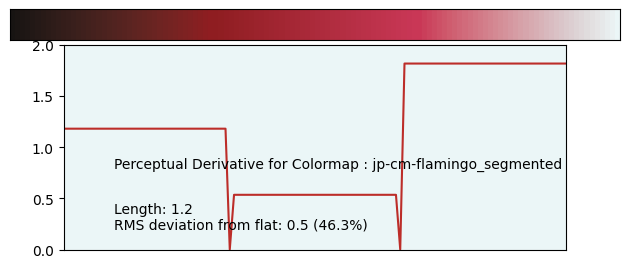 2.0
1.5
1.0
Perceptual Derivative for Colormap : jp-cm-flamingo_segmented
0.5
Length: 1.2
RMS deviation from flat: 0.5 (46.3%)
0.0